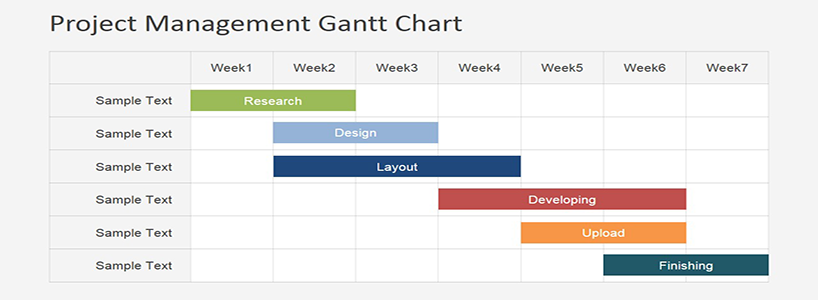 Project Management Gantt Chart
Week1 Week2 Week3 Week4 Week5 Week6 Week7
Sample Text Research
Sample Text Design
Sample Text Layout
Sample Text Developing
Sample Text Upload
Sample Text Finishing